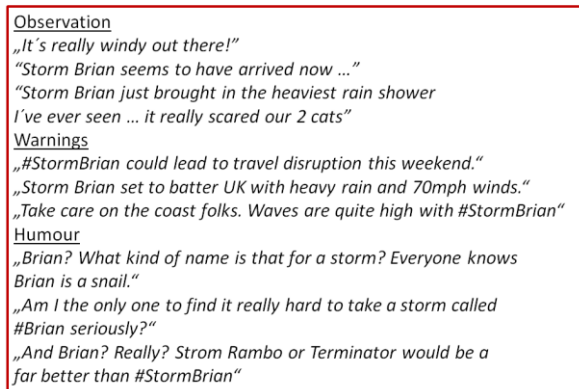 Observation
„It´s really windy out there!”
“Storm Brian seems to have arrived now …”
“Storm Brian just brought in the heaviest rain shower
I´ve ever seen … it really scared our 2 cats”
Warnings
„#StormBrian could lead to travel disruption this weekend.“
„Storm Brian set to batter UK with heavy rain and 70mph winds.“
„Take care on the coast folks. Waves are quite high with #StormBrian“
Humour
„Brian? What kind of name is that for a storm? Everyone knows
Brian is a snail.“
„Am I the only one to find it really hard to take a storm called
#Brian seriously?“
„And Brian? Really? Strom Rambo or Terminator would be a
far better than #StormBrian“